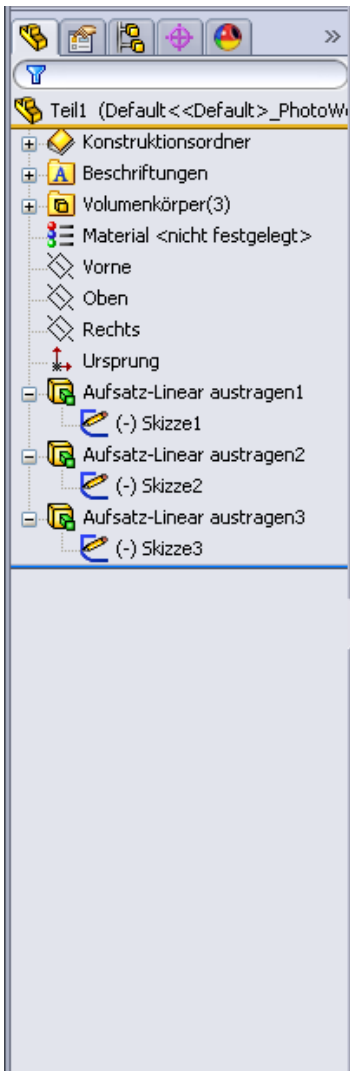 Teil1 (Default<<Default>_PhotoW
Konstruktionsordner
A Beschriftungen
Volumenkörper(3)
Material <nicht festgelegt>
Vorne
Oben
Rechts
Ursprung
Aufsatz-Linear austragen1
(-) Skizze1
Aufsatz-Linear austragen2
(-) Skizze2
Aufsatz-Linear austragen3
(-) Skizze3